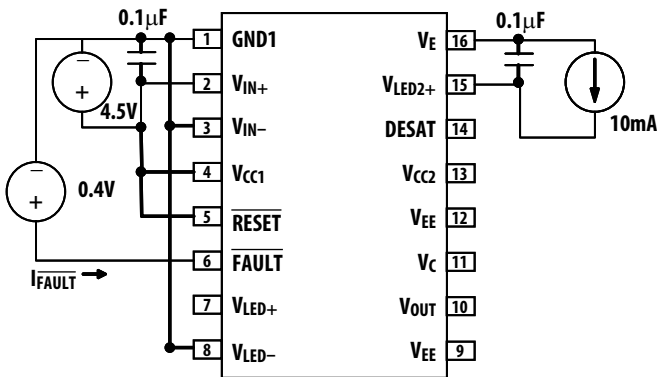 0.1μF
4.5V
0.4V
I_FAULT̅
1 GND1
2 V_IN+
3 V_IN-
4 V_CC1
5 R̅E̅S̅E̅T̅
6 F̅A̅U̅L̅T̅
7 V_LED+
8 V_LED-
V_E 16
V_LED2+ 15
DESAT 14
V_CC2 13
V_EE 12
V_C 11
V_OUT 10
V_EE 9
0.1μF
10mA